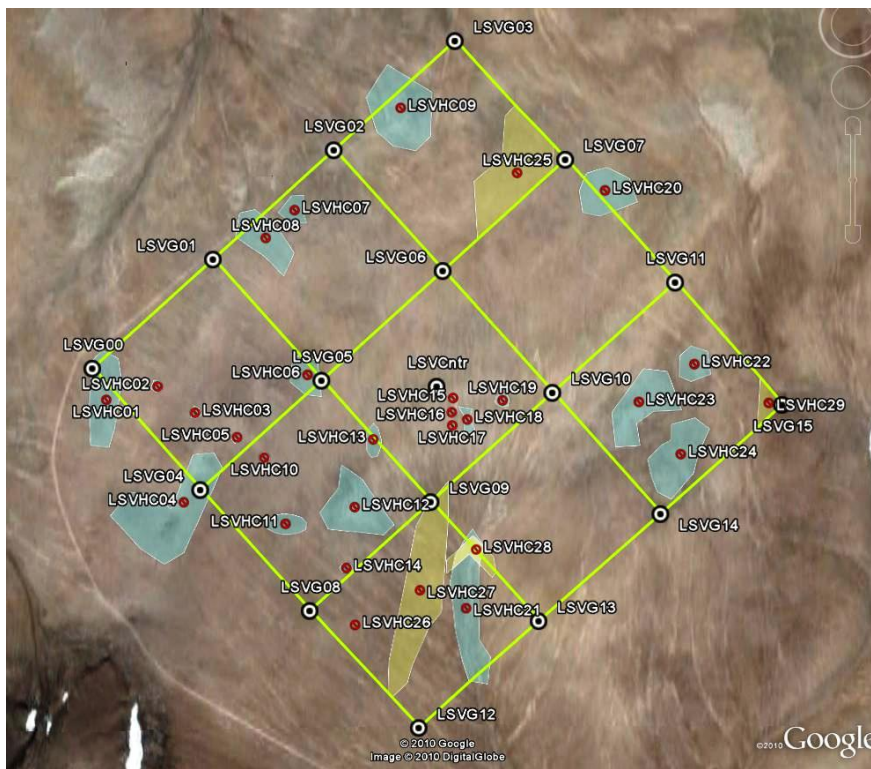 LSVG03
LSVHC09
LSVG02
LSVG07
LSVHC25
LSVHC20
LSVHC07
LSVHC08
LSVG01
LSVG06
LSVG11
LSVG00
LSVCntr
LSVHC22
LSVHC06
LSVG05
LSVHC02
LSVG10
LSVHC15
LSVHC19
LSVHC01
LSVHC03
LSVHC16
LSVHC18
LSVHC23
LSVHC29
LSVG15
LSVHC05
LSVHC13
LSVHC17
LSVHC24
LSVHC10
LSVG04
LSVHC04
LSVG09
LSVHC12
LSVG14
LSVHC11
LSVHC28
LSVHC14
LSVG08
LSVHC27
LSVHC21
LSVG13
LSVHC26
LSVG12
© 2010 Google
Image © 2010 DigitalGlobe
©2010 Google